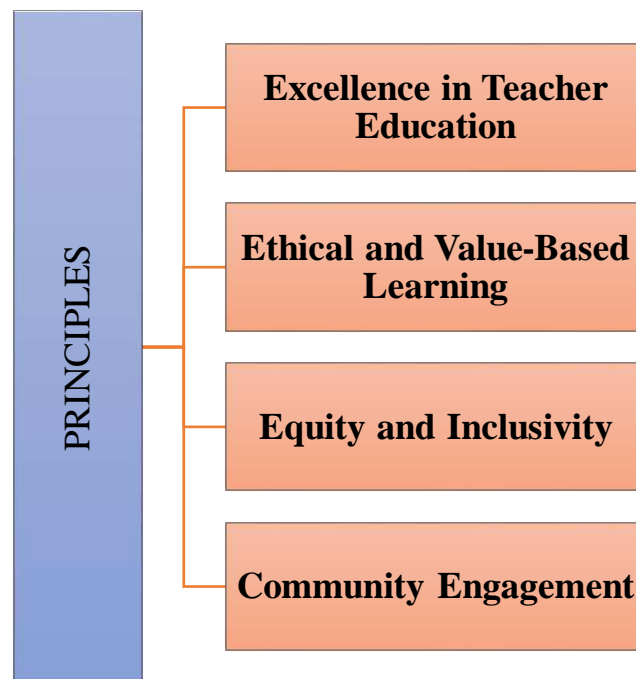 PRINCIPLES
Excellence in Teacher
Education
Ethical and Value-Based
Learning
Equity and Inclusivity
Community Engagement